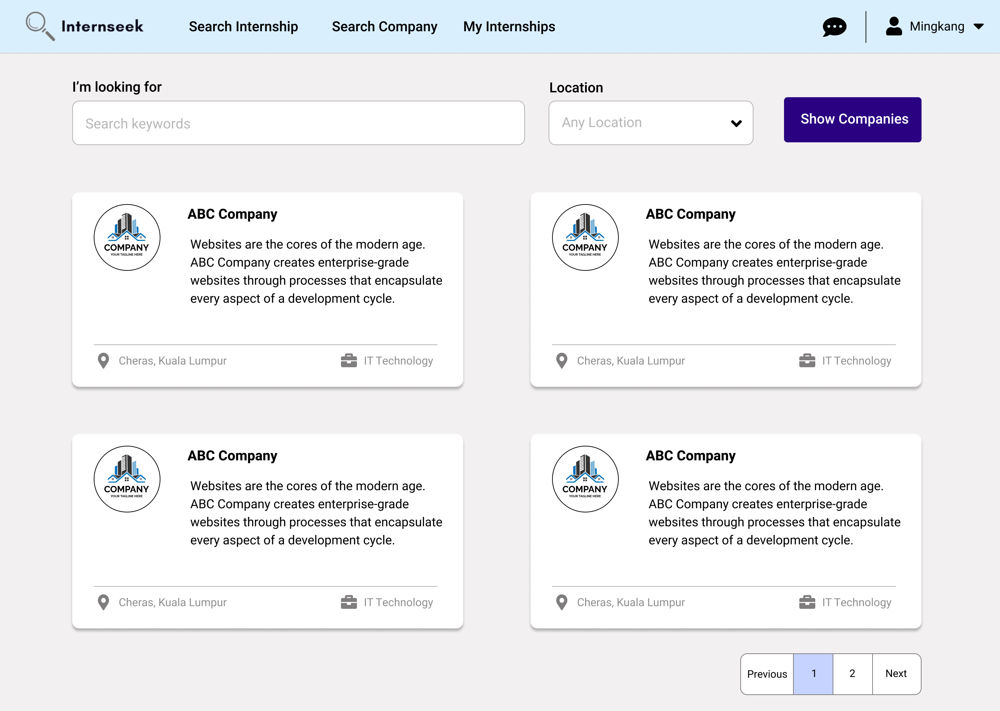 Internseek
Search Internship
Search Company
My Internships
Mingkang
I'm looking for
Search keywords
Location
Any Location
Show Companies
COMPANY
YOUR TAGLINE HERE
ABC Company
Websites are the cores of the modern age.
ABC Company creates enterprise-grade
websites through processes that encapsulate
every aspect of a development cycle.
Cheras, Kuala Lumpur
IT Technology
COMPANY
YOUR TAGLINE HERE
ABC Company
Websites are the cores of the modern age.
ABC Company creates enterprise-grade
websites through processes that encapsulate
every aspect of a development cycle.
Cheras, Kuala Lumpur
IT Technology
COMPANY
YOUR TAGLINE HERE
ABC Company
Websites are the cores of the modern age.
ABC Company creates enterprise-grade
websites through processes that encapsulate
every aspect of a development cycle.
Cheras, Kuala Lumpur
IT Technology
COMPANY
YOUR TAGLINE HERE
ABC Company
Websites are the cores of the modern age.
ABC Company creates enterprise-grade
websites through processes that encapsulate
every aspect of a development cycle.
Cheras, Kuala Lumpur
IT Technology
Previous
1
2
Next